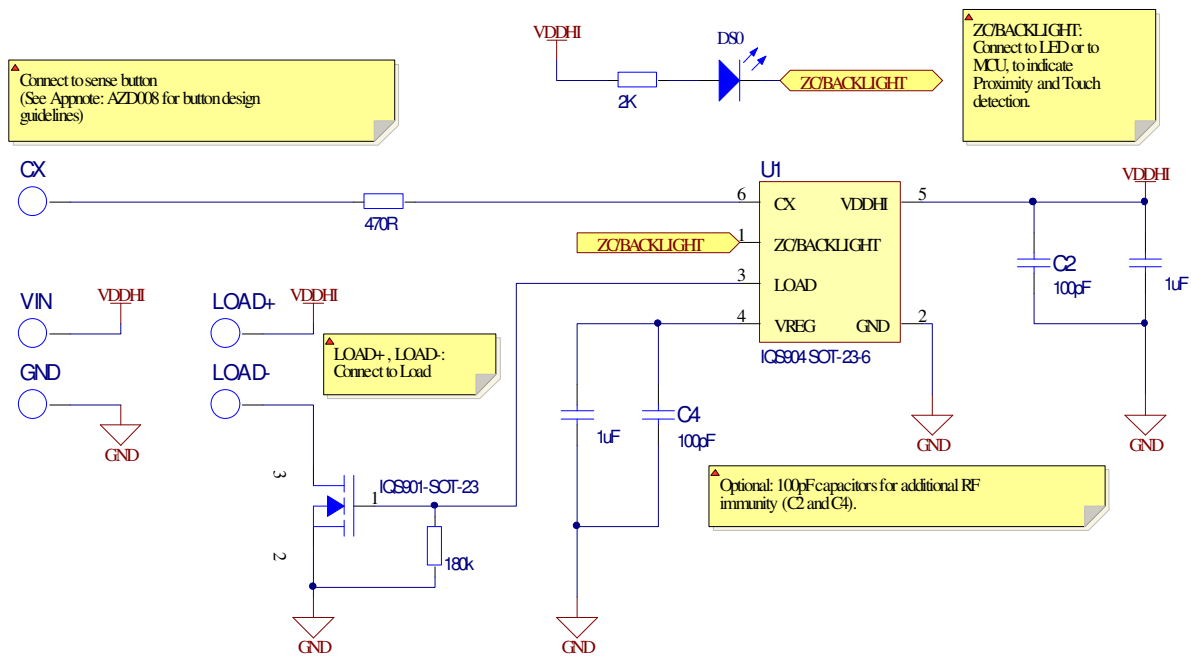 VDDHI
DS0
2K
ZC/BACKLIGHT
ZC/BACKLIGHT:
Connect to LED or to
MCU, to indicate
Proximity and Touch
detection.
Connect to sense button
(See Appnote: AZD008 for button design
guidelines)
CX
470R
U1
6
CX
VDDHI
5
VDDHI
ZC/BACKLIGHT
1
ZC/BACKLIGHT
3
LOAD
4
VREG
GND
2
IQS904 SOT-23-6
C2
100pF
1uF
VIN
VDDHI
LOAD+
VDDHI
GND
GND
LOAD-
LOAD+ , LOAD-:
Connect to Load
1uF
C4
100pF
GND
GND
Optional: 100pF capacitors for additional RF
immunity (C2 and C4).
3
IQS901-SOT-23
1
2
180k
GND
GND